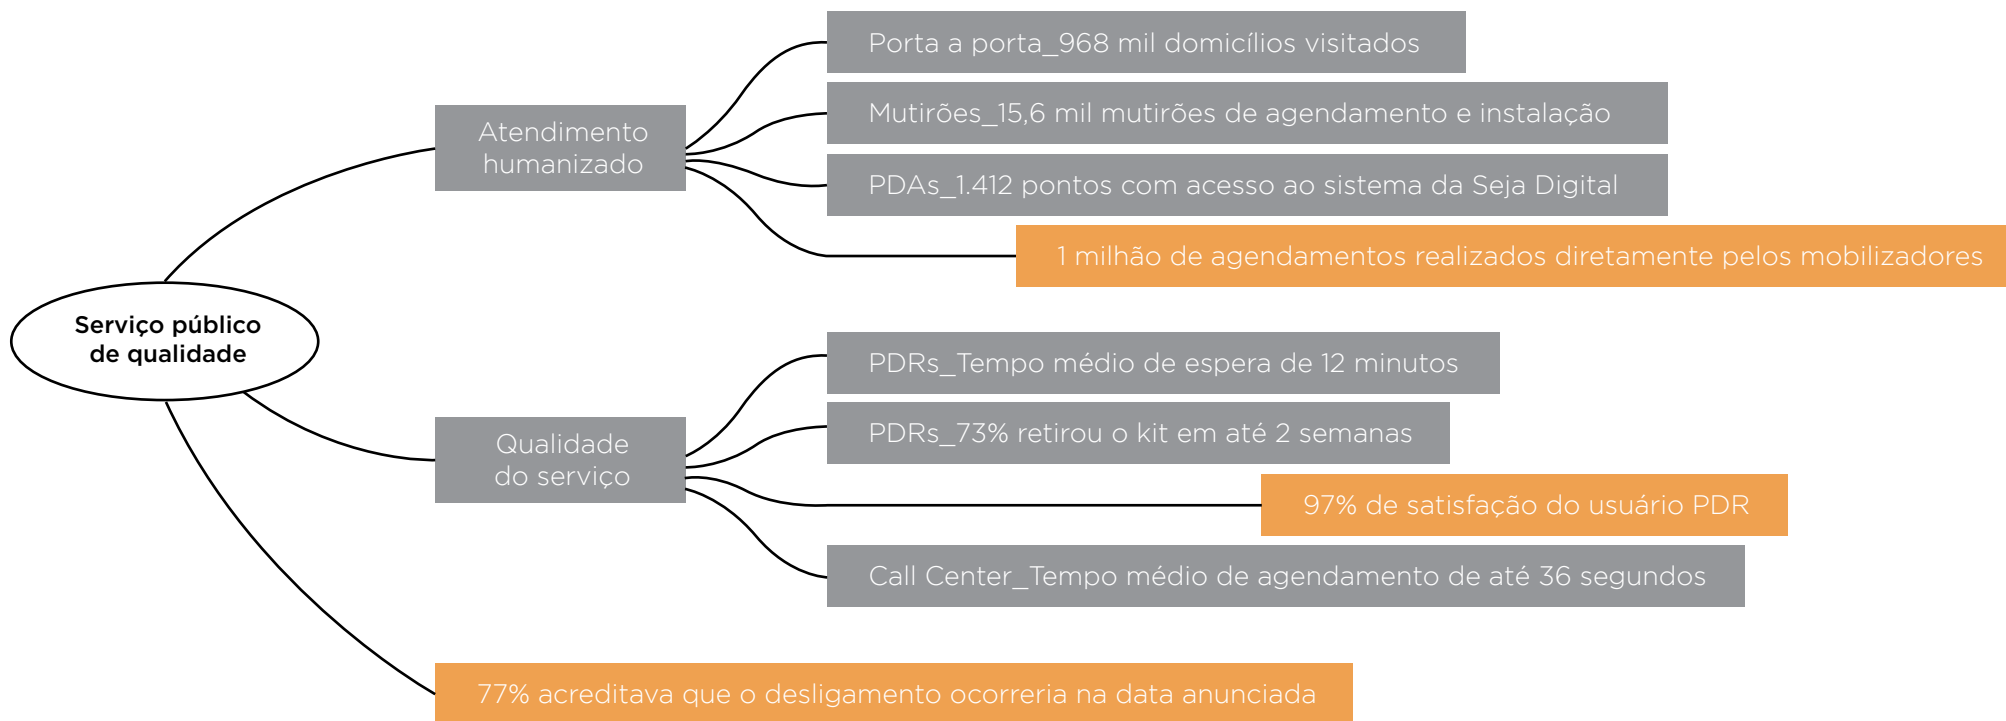 Porta a porta_968 mil domicílios visitados
Mutirões_15,6 mil mutirões de agendamento e instalação
Atendimento
humanizado
PDAs_1.412 pontos com acesso ao sistema da Seja Digital
1 milhão de agendamentos realizados diretamente pelos mobilizadores
Serviço público
de qualidade
PDRs_Tempo médio de espera de 12 minutos
PDRs_73% retirou o kit em até 2 semanas
Qualidade
do serviço
97% de satisfação do usuário PDR
Call Center_Tempo médio de agendamento de até 36 segundos
77% acreditava que o desligamento ocorreria na data anunciada